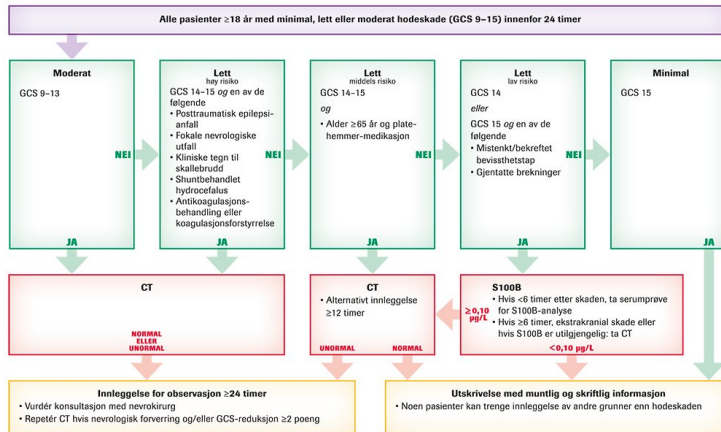 Alle pasienter ≥18 år med minimal, lett eller moderat hodeskade (GCS 9–15) innenfor 24 timer
Moderat
GCS 9–13
NEI
JA
Lett
høy risiko
GCS 14–15 og en av de
følgende
• Posttraumatisk epilepsi-
anfall
• Fokale nevrologiske
utfall
• Kliniske tegn til
skallebrudd
• Shuntbehandlet
hydrocefalus
• Antikoagulasjons-
behandling eller
koagulasjonsforstyrrelse
NEI
JA
Lett
middels risiko
GCS 14–15
og
• Alder ≥65 år og plate-
hemmer-medikasjon
NEI
JA
Lett
lav risiko
GCS 14
eller
GCS 15 og en av de
følgende
• Mistenkt/bekreftet
bevissthetstap
• Gjentatte brekninger
NEI
JA
Minimal
GCS 15
JA
CT
NORMAL
ELLER
UNORMAL
CT
• Alternativt innleggelse
≥12 timer
UNORMAL
NORMAL
≥0,10
µg/L
S100B
• Hvis <6 timer etter skaden, ta serumprøve
for S100B-analyse
• Hvis ≥6 timer, ekstrakranial skade eller
hvis S100B er utilgjengelig: ta CT
<0,10 µg/L
Innleggelse for observasjon ≥24 timer
• Vurdér konsultasjon med nevrokirurg
• Repetér CT hvis nevrologisk forverring og/eller GCS-reduksjon ≥2 poeng
Utskrivelse med muntlig og skriftlig informasjon
• Noen pasienter kan trenge innleggelse av andre grunner enn hodeskaden